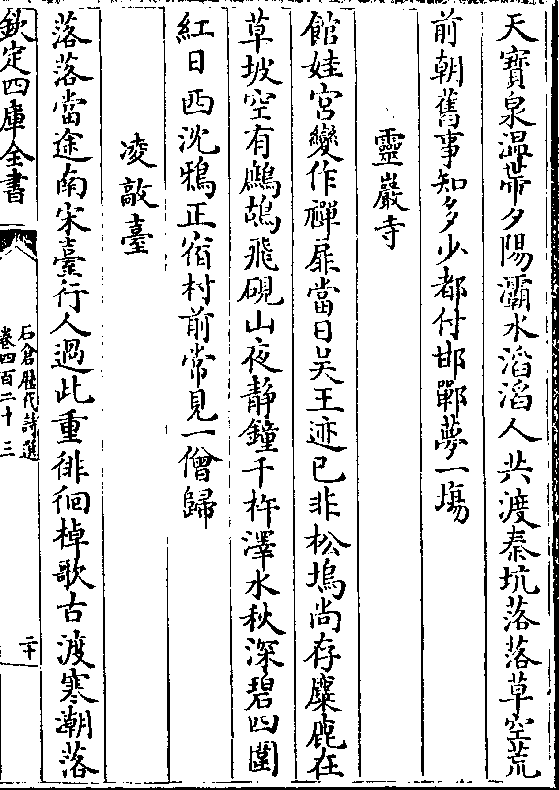 天寶泉温帶夕陽灞水滔滔人共渡秦坑落落草空荒
前朝舊事知多少都付邯鄲夢一塲
靈巖寺
館娃宫變作禪扉當日吴王迹已非松塢尚存麋鹿在
草坡空有鷓鴣飛硯山夜静鐘千杵澤水秋深碧四圍
紅日西沈鴉正宿村前常見一僧歸
凌敲臺
落落當途南宋臺行人過此重徘徊棹歌古渡寒潮落
欽定四庫全書
石倉歴代詩選
卷四百二十三
二十